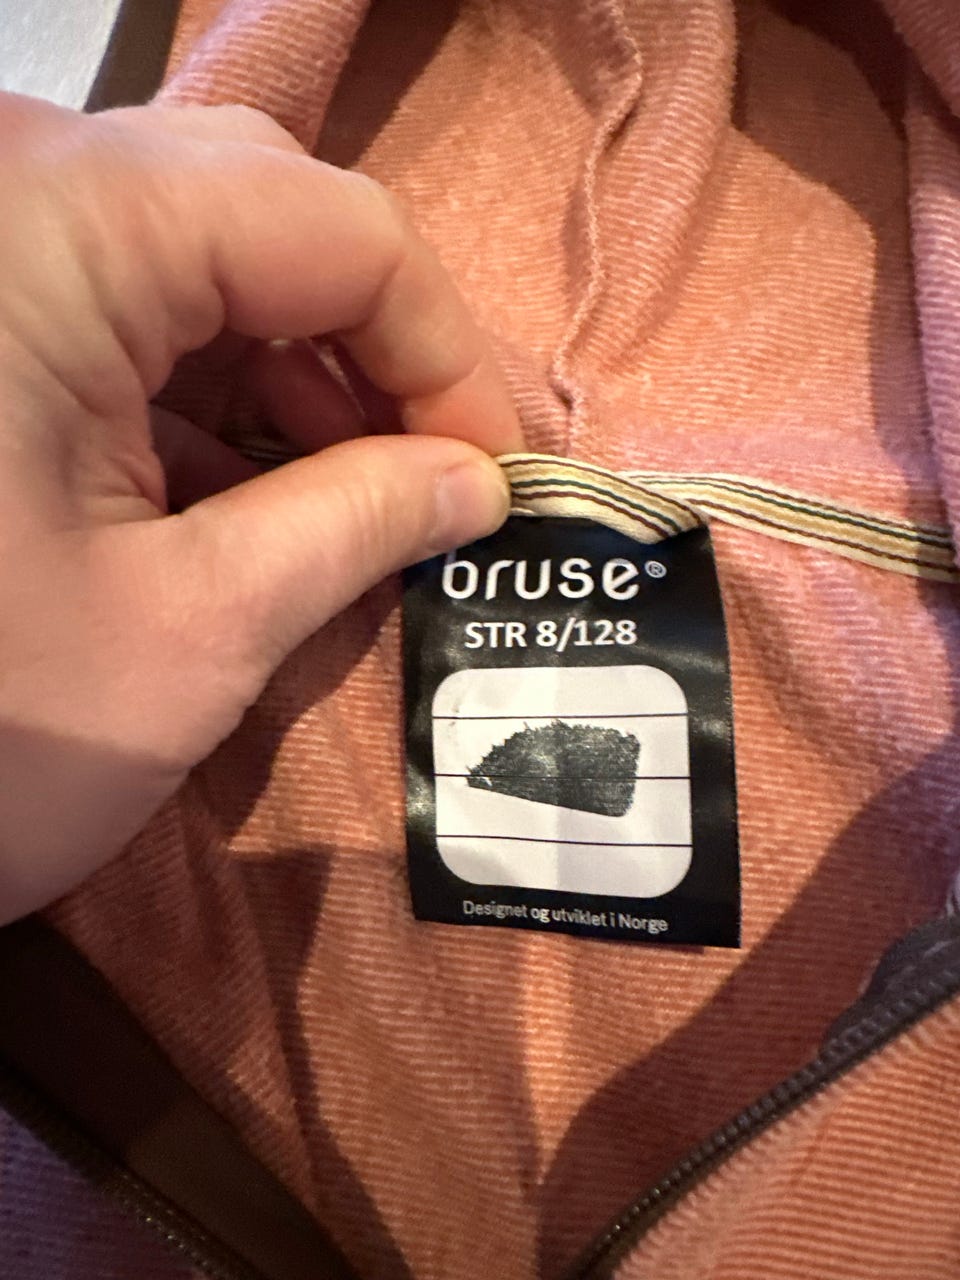 bruse®
STR 8/128
Designet og utviklet i Norge